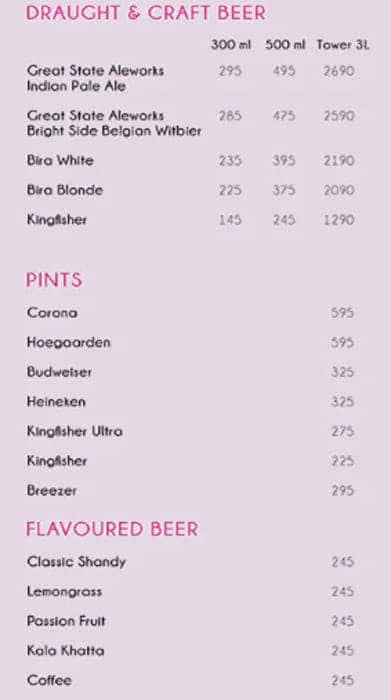 DRAUGHT & CRAFT BEER
300 ml 500 ml Tower 3L
Great State Aleworks 295 495 2690
Indian Pale Ale
Great State Aleworks 285 475 2590
Bright Side Belgian Witbier
Bira White 235 395 2190
Bira Blonde 225 375 2090
Kingfisher 145 245 1290
PINTS
Corona 595
Hoegaarden 595
Budweiser 325
Heineken 325
Kingfisher Ultra 275
Kingfisher 225
Breezer 295
FLAVOURED BEER
Classic Shandy 245
Lemongrass 245
Passion Fruit 245
Kala Khatta 245
Coffee 245